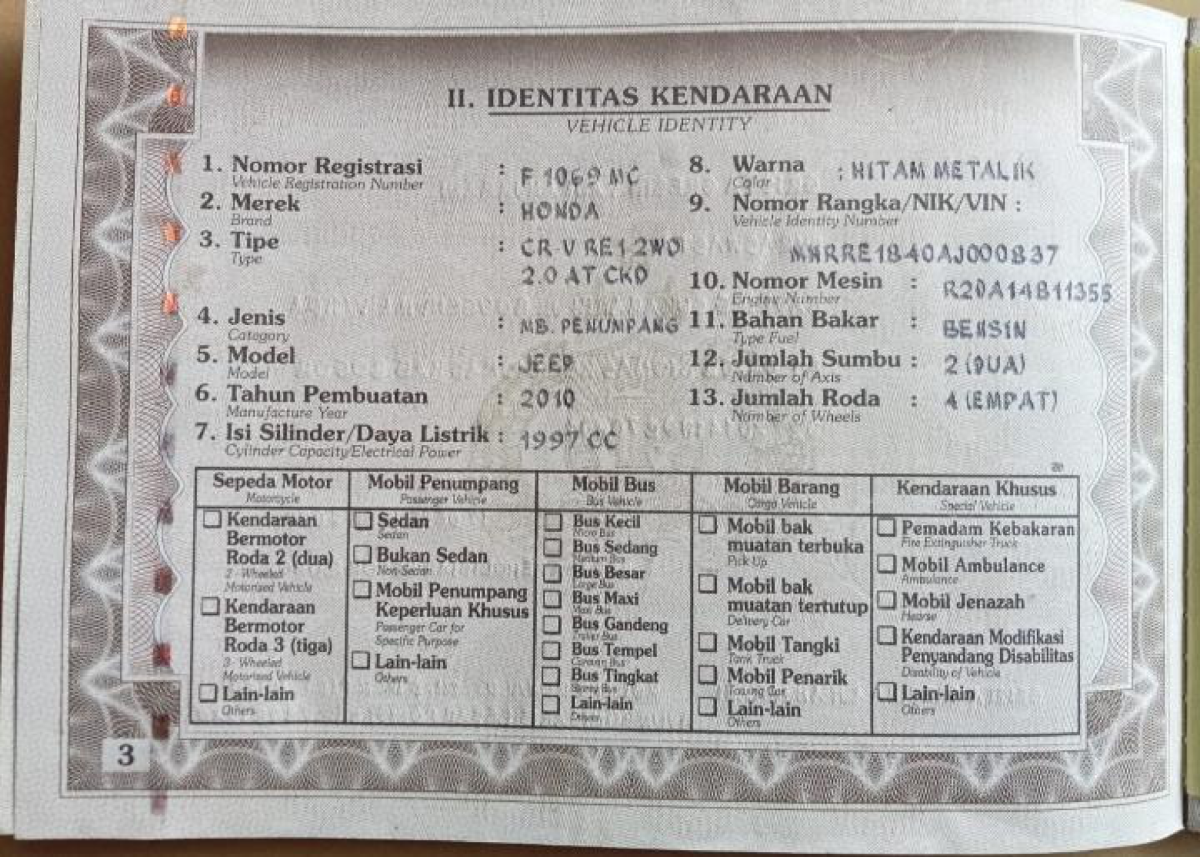 II. IDENTITAS KENDARAAN
VEHICLE IDENTITY
1. Nomor Registrasi : F 1069 MC
Vehicle Registration Number
2. Merek : HONDA
Brand
3. Tipe : CR-V RE1 2WD
Type
2.0 AT CKD
4. Jenis : MB. PENUMPANG
Category
5. Model : JEEP
Model
6. Tahun Pembuatan : 2010
Manufacture Year
7. Isi Silinder/Daya Listrik : 1997 CC
Cylinder Capacity/Electrical Power
8. Warna : HITAM METALIK
Color
9. Nomor Rangka/NIK/VIN :
Vehicle Identity Number
MHRRE1840AJ000837
10. Nomor Mesin : R20A14811355
Engine Number
11. Bahan Bakar : BENSIN
Type Fuel
12. Jumlah Sumbu : 2 (DUA)
Number of Axis
13. Jumlah Roda : 4 (EMPAT)
Number of Wheels
Sepeda Motor
Motorcycle
Kendaraan
Bermotor
Roda 2 (dua)
2 - Wheeled
Motorised Vehicle
Kendaraan
Bermotor
Roda 3 (tiga)
3 - Wheeled
Motorised Vehicle
Lain-lain
Others
Mobil Penumpang
Passenger Vehicle
Sedan
Sedan
Bukan Sedan
Non-Sedan
Mobil Penumpang
Keperluan Khusus
Passenger Car for
Specific Purpose
Lain-lain
Others
Mobil Bus
Bus Vehicle
Bus Kecil
Micro Bus
Bus Sedang
Medium Bus
Bus Besar
Large Bus
Bus Maxi
Maxi Bus
Bus Gandeng
Bus Tempel
Caravan Bus
Bus Tingkat
Lain-lain
Others
Mobil Barang
Cargo Vehicle
Mobil bak
muatan terbuka
Pick Up
Mobil bak
muatan tertutup
Delivery Car
Mobil Tangki
Tank Truck
Mobil Penarik
Towing Car
Lain-lain
Others
Kendaraan Khusus
Special Vehicle
Pemadam Kebakaran
Fire Extinguisher Truck
Mobil Ambulance
Ambulance
Mobil Jenazah
Hearse
Kendaraan Modifikasi
Penyandang Disabilitas
Disability of Vehicle
Lain-lain
Others
3